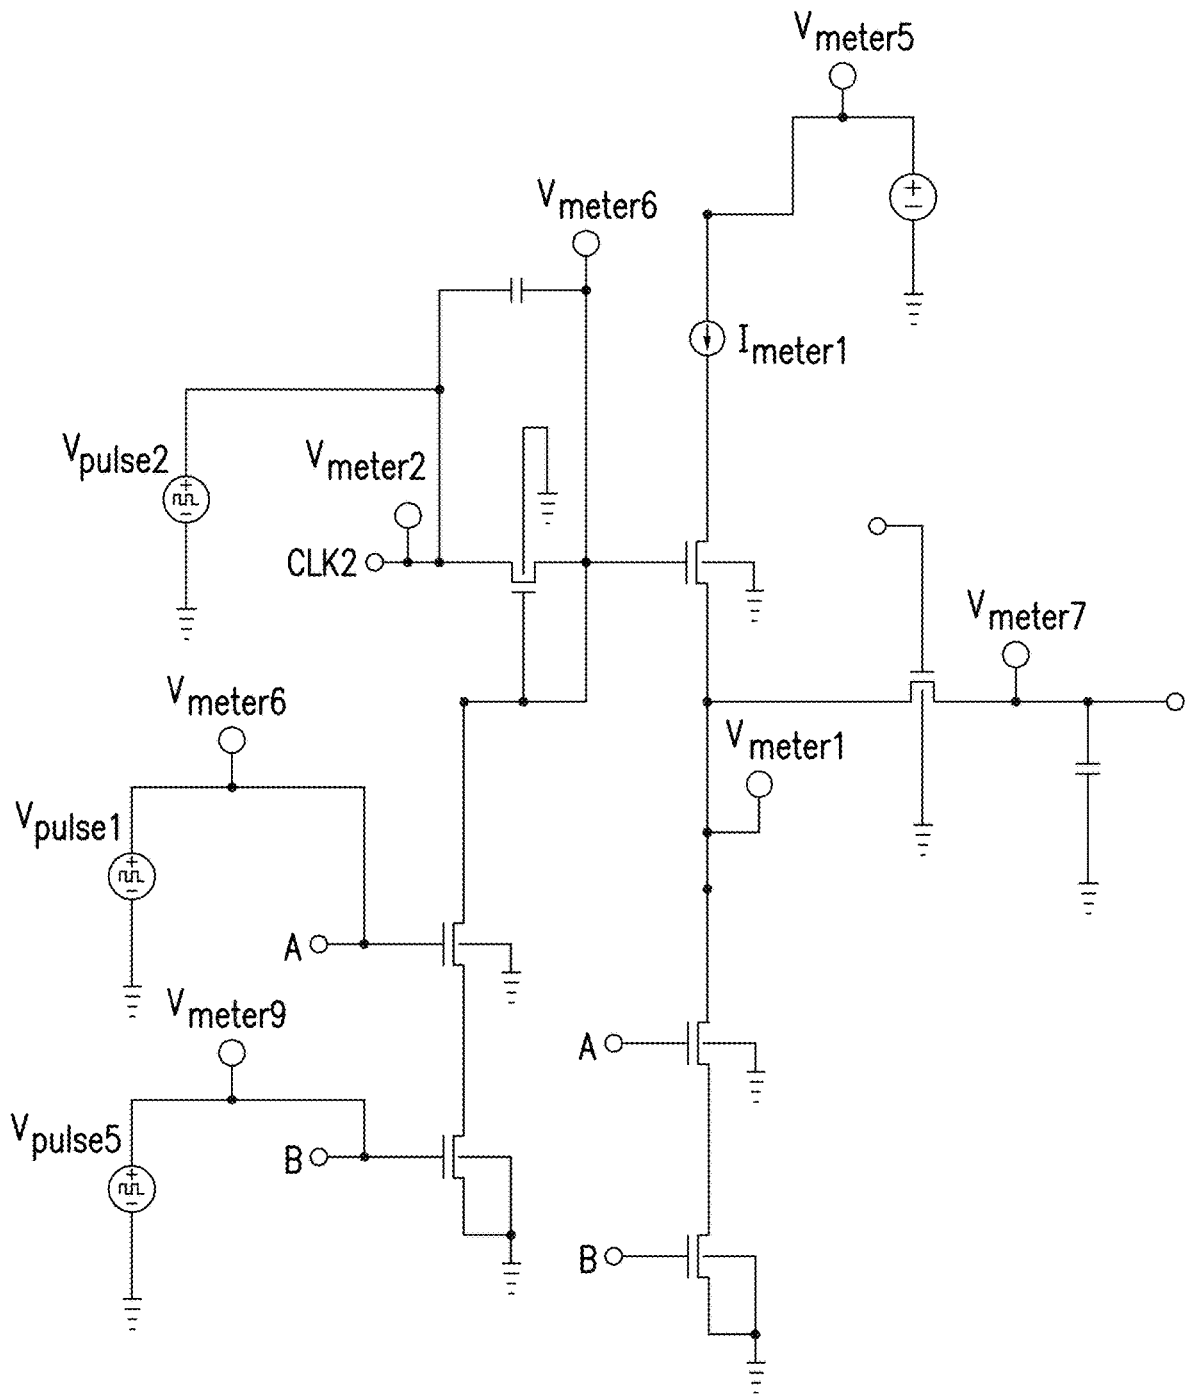 Vmeter5
Vmeter6
Imeter1
Vpulse2
Vmeter2
CLK2
Vmeter7
Vmeter6
Vmeter1
Vpulse1
A
Vmeter9
A
Vpulse5
B
B